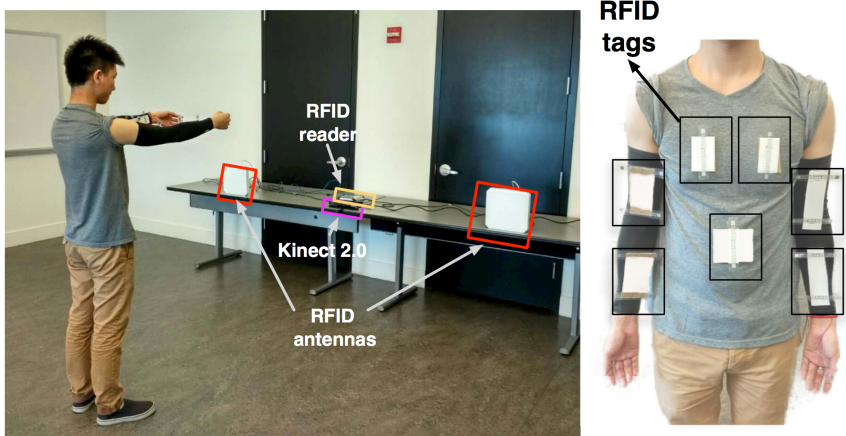 RFID
reader
Kinect 2.0
RFID
antennas
RFID
tags